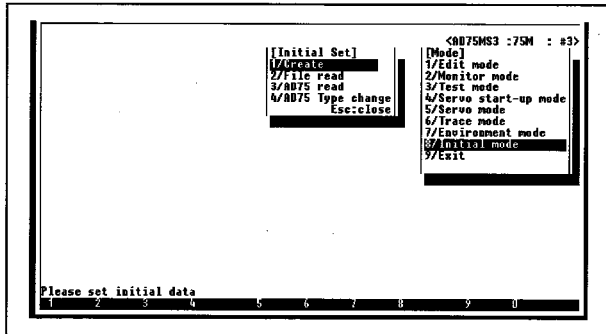 <AD75MS3 :75M : #3>
[Initial Set]
1/Create
2/File read
3/AD75 read
4/AD75 Type change
Esc:close
[Mode]
1/Edit mode
2/Monitor mode
3/Test mode
4/Servo start-up mode
5/Servo mode
6/Trace mode
7/Environment mode
8/Initial mode
9/Exit
Please set initial data
1 2 3 4 5 6 7 8 9 0